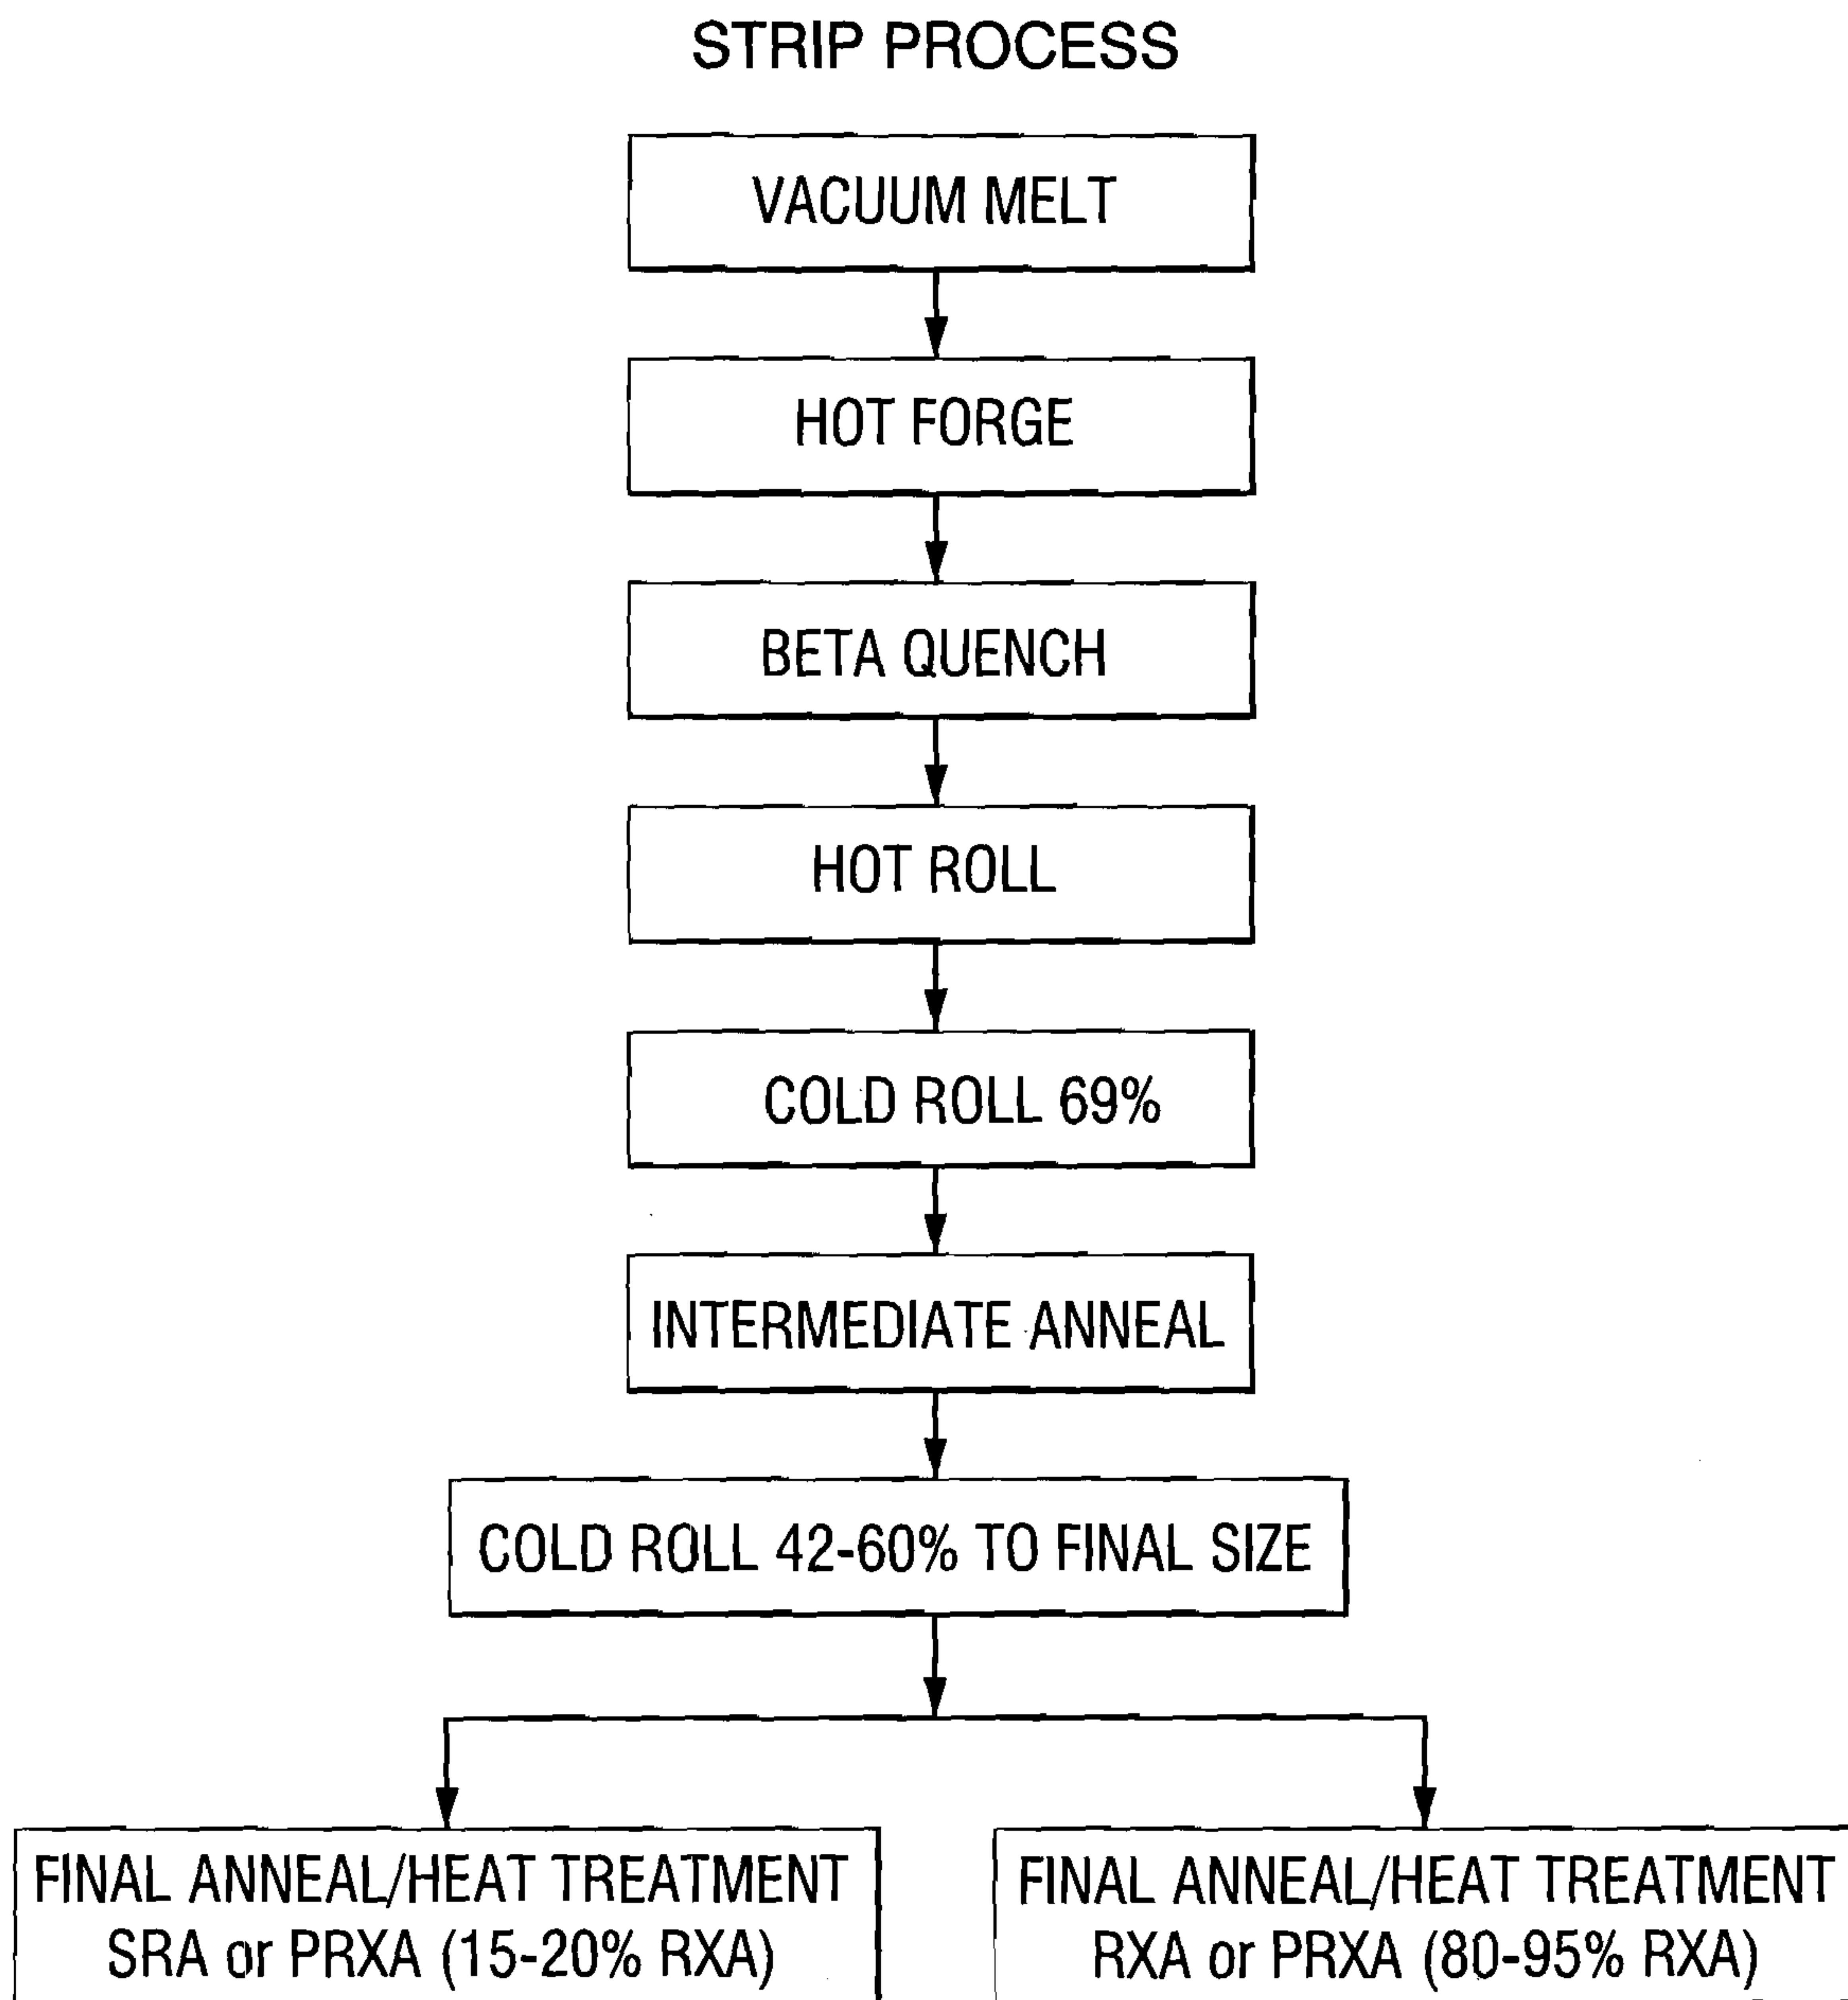 STRIP PROCESS
VACUUM MELT
HOT FORGE
BETA QUENCH
HOT ROLL
COLD ROLL 69%
INTERMEDIATE ANNEAL
COLD ROLL 42-60% TO FINAL SIZE
FINAL ANNEAL/HEAT TREATMENT
SRA or PRXA (15-20% RXA)
FINAL ANNEAL/HEAT TREATMENT
RXA or PRXA (80-95% RXA)